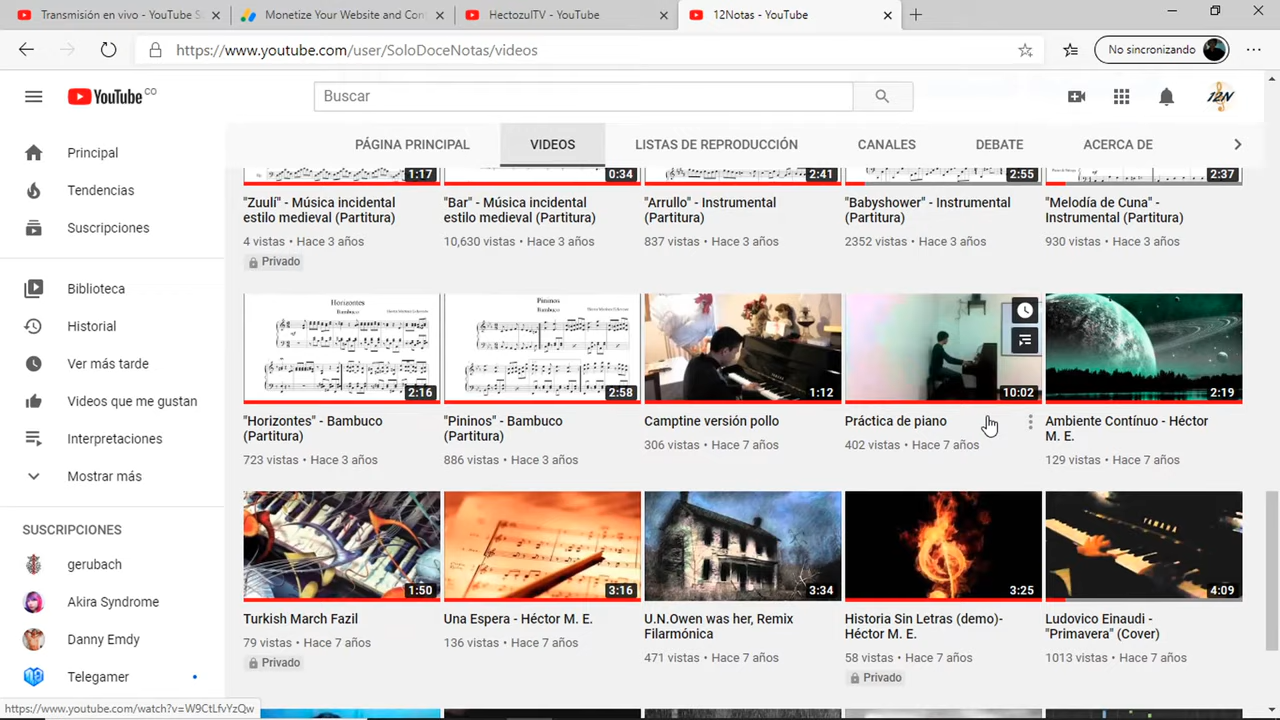 Transmisión en vivo - YouTube S
Monetize Your Website and Cont
HectozulTV - YouTube
12Notas - YouTube
https://www.youtube.com/user/SoloDoceNotas/videos
No sincronizando
YouTube CO
Buscar
12N
PÁGINA PRINCIPAL
VIDEOS
LISTAS DE REPRODUCCIÓN
CANALES
DEBATE
ACERCA DE
Principal
Tendencias
Suscripciones
Biblioteca
Historial
Ver más tarde
Videos que me gustan
Interpretaciones
Mostrar más
SUSCRIPCIONES
gerubach
Akira Syndrome
Danny Emdy
Telegamer
1:17
"Zuulí" - Música incidental
estilo medieval (Partitura)
4 vistas • Hace 3 años
Privado
0:34
"Bar" - Música incidental
estilo medieval (Partitura)
10,630 vistas • Hace 3 años
2:41
"Arrullo" - Instrumental
(Partitura)
837 vistas • Hace 3 años
2:55
"Babyshower" - Instrumental
(Partitura)
2352 vistas • Hace 3 años
2:37
"Melodía de Cuna" -
Instrumental (Partitura)
930 vistas • Hace 3 años
Horizontes
Bambuco
2:16
"Horizontes" - Bambuco
(Partitura)
723 vistas • Hace 3 años
Pininos
Bambuco
2:58
"Pininos" - Bambuco
(Partitura)
886 vistas • Hace 3 años
1:12
Camptine versión pollo
306 vistas • Hace 7 años
10:02
Práctica de piano
402 vistas • Hace 7 años
2:19
Ambiente Contínuo - Héctor
M. E.
129 vistas • Hace 7 años
1:50
Turkish March Fazil
79 vistas • Hace 7 años
Privado
3:16
Una Espera - Héctor M. E.
136 vistas • Hace 7 años
3:34
U.N.Owen was her, Remix
Filarmónica
471 vistas • Hace 7 años
3:25
Historia Sin Letras (demo)-
Héctor M. E.
58 vistas • Hace 7 años
Privado
YAMAHA
4:09
Ludovico Einaudi -
"Primavera" (Cover)
1013 vistas • Hace 7 años
https://www.youtube.com/watch?v=W9CtLfvYzQw